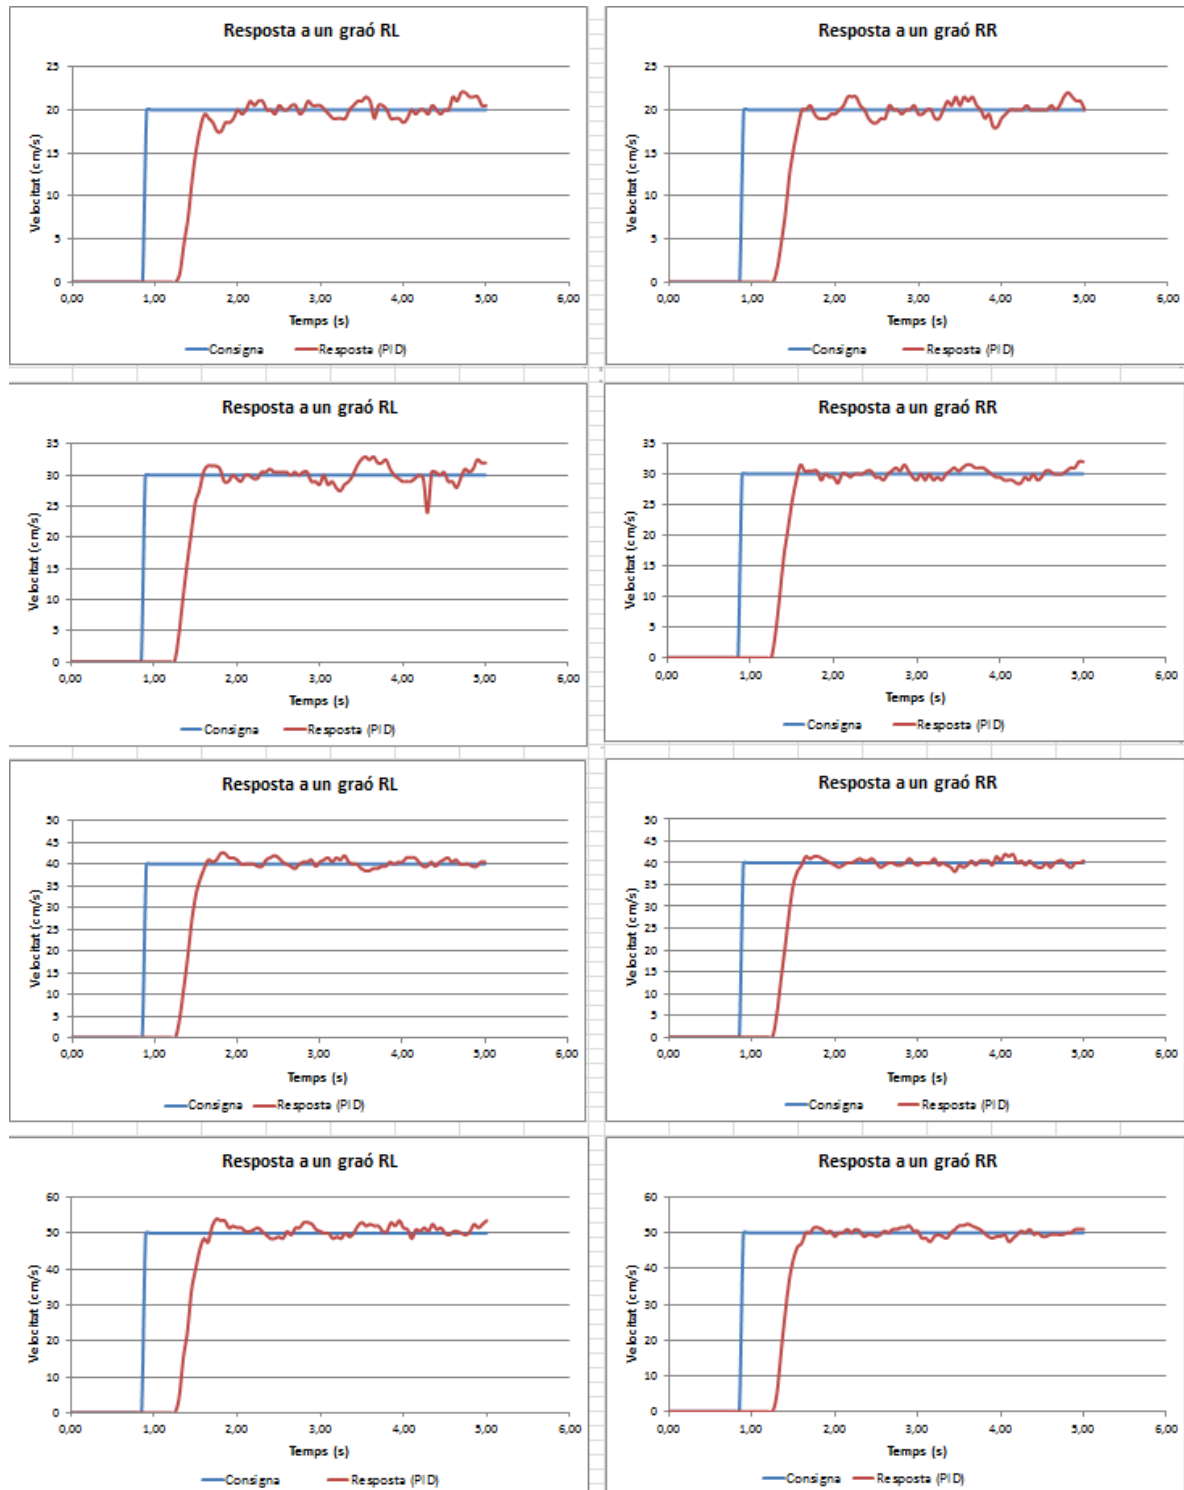 Resposta a un graó RL
Velocitat (cm/s)
25
20
15
10
5
0
0,00 1,00 2,00 3,00 4,00 5,00 6,00
Temps (s)
Consigna Resposta (PID)
Resposta a un graó RR
Velocitat (cm/s)
25
20
15
10
5
0
0,00 1,00 2,00 3,00 4,00 5,00 6,00
Temps (s)
Consigna Resposta (PID)
Resposta a un graó RL
Velocitat (cm/s)
35
30
25
20
15
10
5
0
0,00 1,00 2,00 3,00 4,00 5,00 6,00
Temps (s)
Consigna Resposta (PID)
Resposta a un graó RR
Velocitat (cm/s)
35
30
25
20
15
10
5
0
0,00 1,00 2,00 3,00 4,00 5,00 6,00
Temps (s)
Consigna Resposta (PID)
Resposta a un graó RL
Velocitat (cm/s)
50
45
40
35
30
25
20
15
10
5
0
0,00 1,00 2,00 3,00 4,00 5,00 6,00
Temps (s)
Consigna Resposta (PID)
Resposta a un graó RR
Velocitat (cm/s)
50
45
40
35
30
25
20
15
10
5
0
0,00 1,00 2,00 3,00 4,00 5,00 6,00
Temps (s)
Consigna Resposta (PID)
Resposta a un graó RL
Velocitat (cm/s)
60
50
40
30
20
10
0
0,00 1,00 2,00 3,00 4,00 5,00 6,00
Temps (s)
Consigna Resposta (PID)
Resposta a un graó RR
Velocitat (cm/s)
60
50
40
30
20
10
0
0,00 1,00 2,00 3,00 4,00 5,00 6,00
Temps (s)
Consigna Resposta (PID)